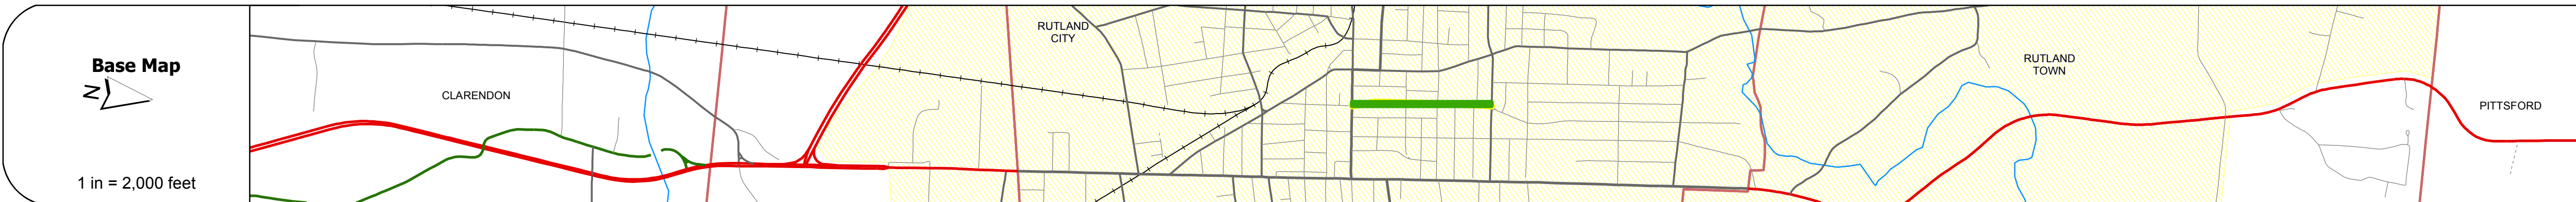 Base Map
N
1 in = 2,000 feet
CLARENDON
RUTLAND
CITY
RUTLAND
TOWN
PITTSFORD